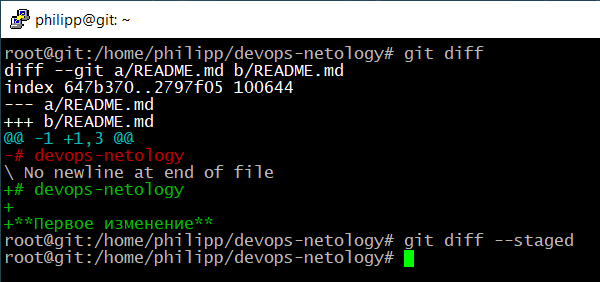 philipp@git: ~
root@git:/home/philipp/devops-netology# git diff
diff --git a/README.md b/README.md
index 647b370..2797f05 100644
--- a/README.md
+++ b/README.md
@@ -1 +1,3 @@
-# devops-netology
\ No newline at end of file
+# devops-netology
+
+**Первое изменение**
root@git:/home/philipp/devops-netology# git diff --staged
root@git:/home/philipp/devops-netology#